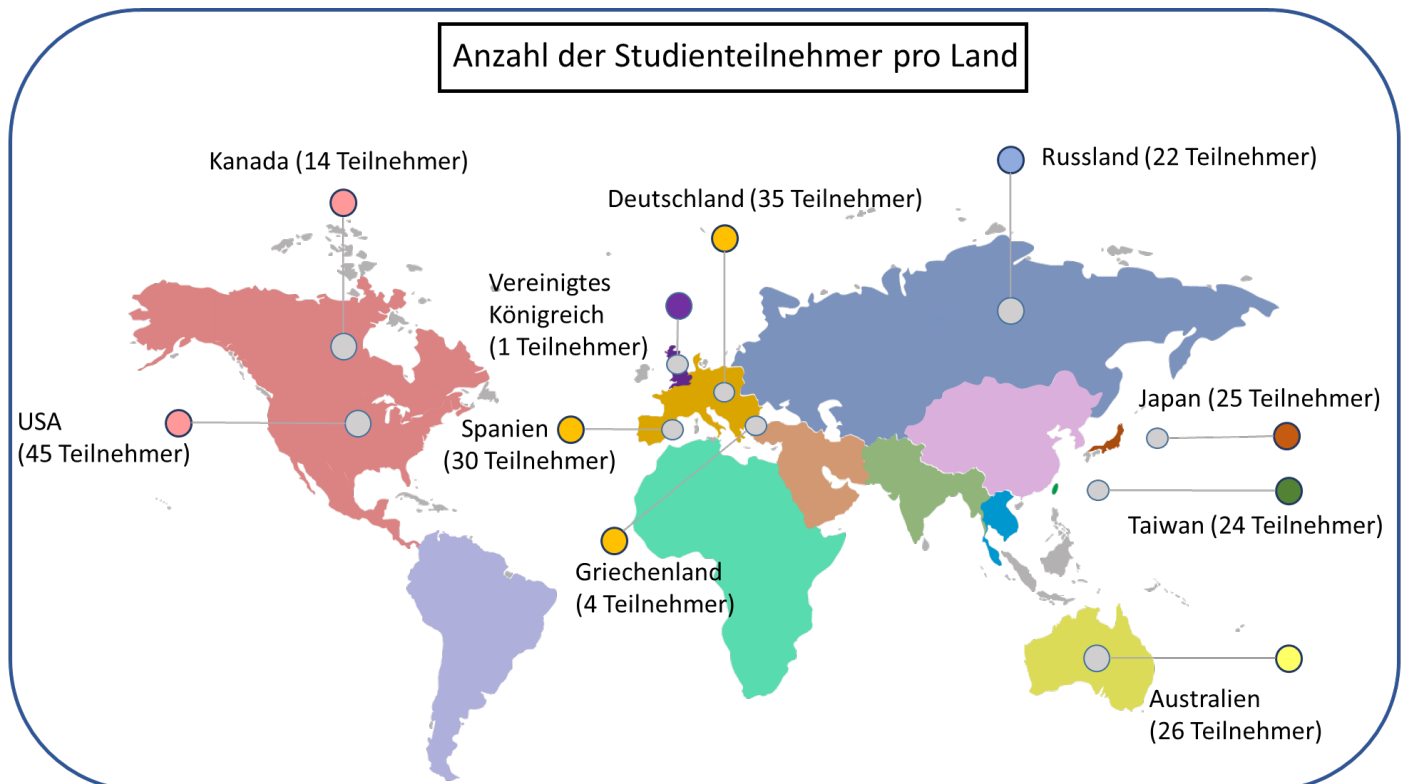 Anzahl der Studienteilnehmer pro Land
Kanada (14 Teilnehmer)
Russland (22 Teilnehmer)
Deutschland (35 Teilnehmer)
Vereinigtes
Königreich
(1 Teilnehmer)
USA
(45 Teilnehmer)
Spanien
(30 Teilnehmer)
Japan (25 Teilnehmer)
Taiwan (24 Teilnehmer)
Griechenland
(4 Teilnehmer)
Australien
(26 Teilnehmer)